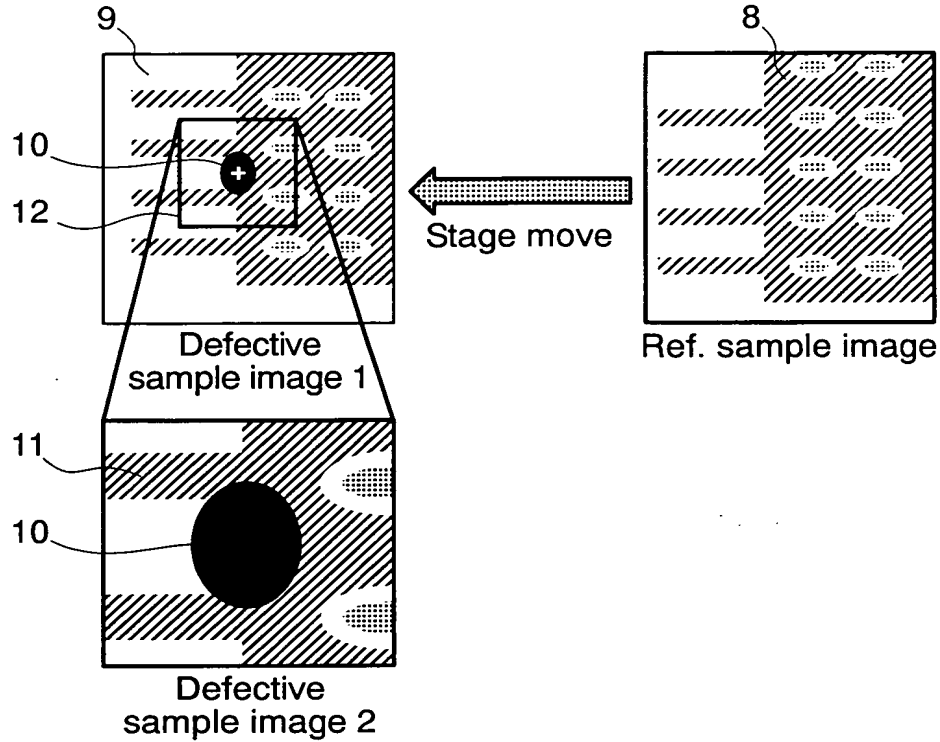 9
8
10
12
Stage move
Defective
sample image 1
Ref. sample image
11
10
Defective
sample image 2